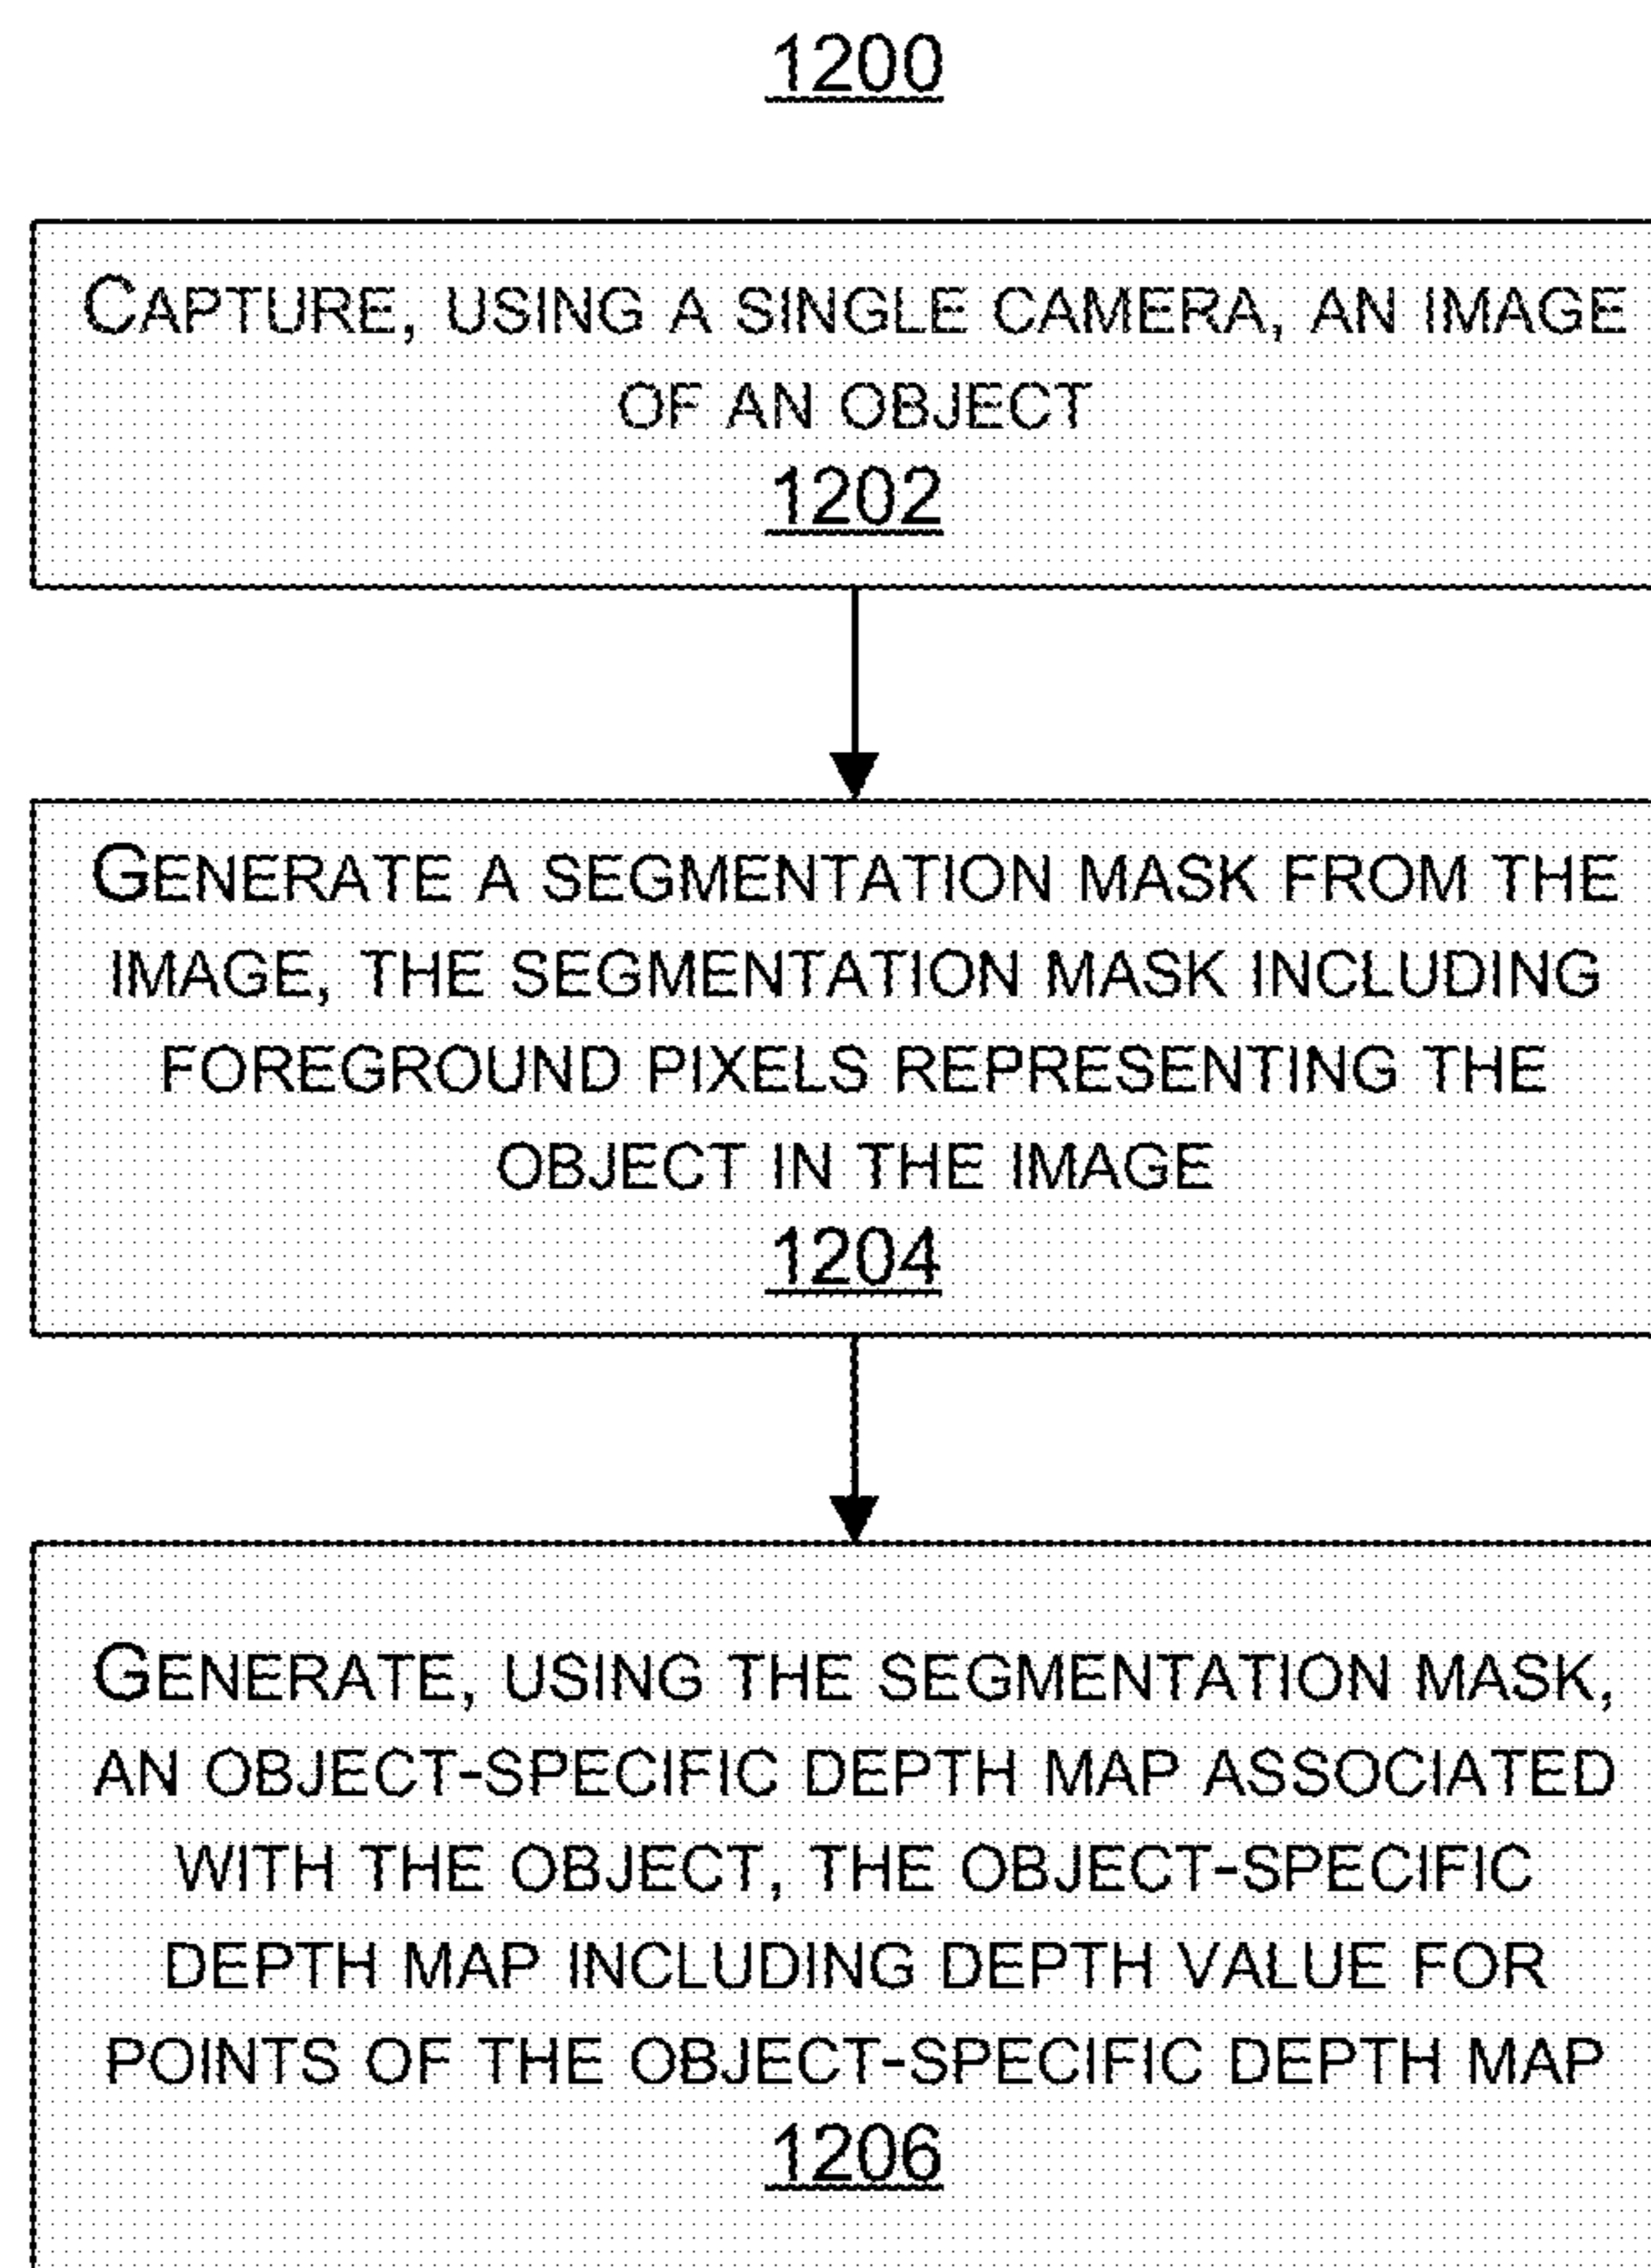 1200
CAPTURE, USING A SINGLE CAMERA, AN IMAGE
OF AN OBJECT
1202
GENERATE A SEGMENTATION MASK FROM THE
IMAGE, THE SEGMENTATION MASK INCLUDING
FOREGROUND PIXELS REPRESENTING THE
OBJECT IN THE IMAGE
1204
GENERATE, USING THE SEGMENTATION MASK,
AN OBJECT-SPECIFIC DEPTH MAP ASSOCIATED
WITH THE OBJECT, THE OBJECT-SPECIFIC
DEPTH MAP INCLUDING DEPTH VALUE FOR
POINTS OF THE OBJECT-SPECIFIC DEPTH MAP
1206